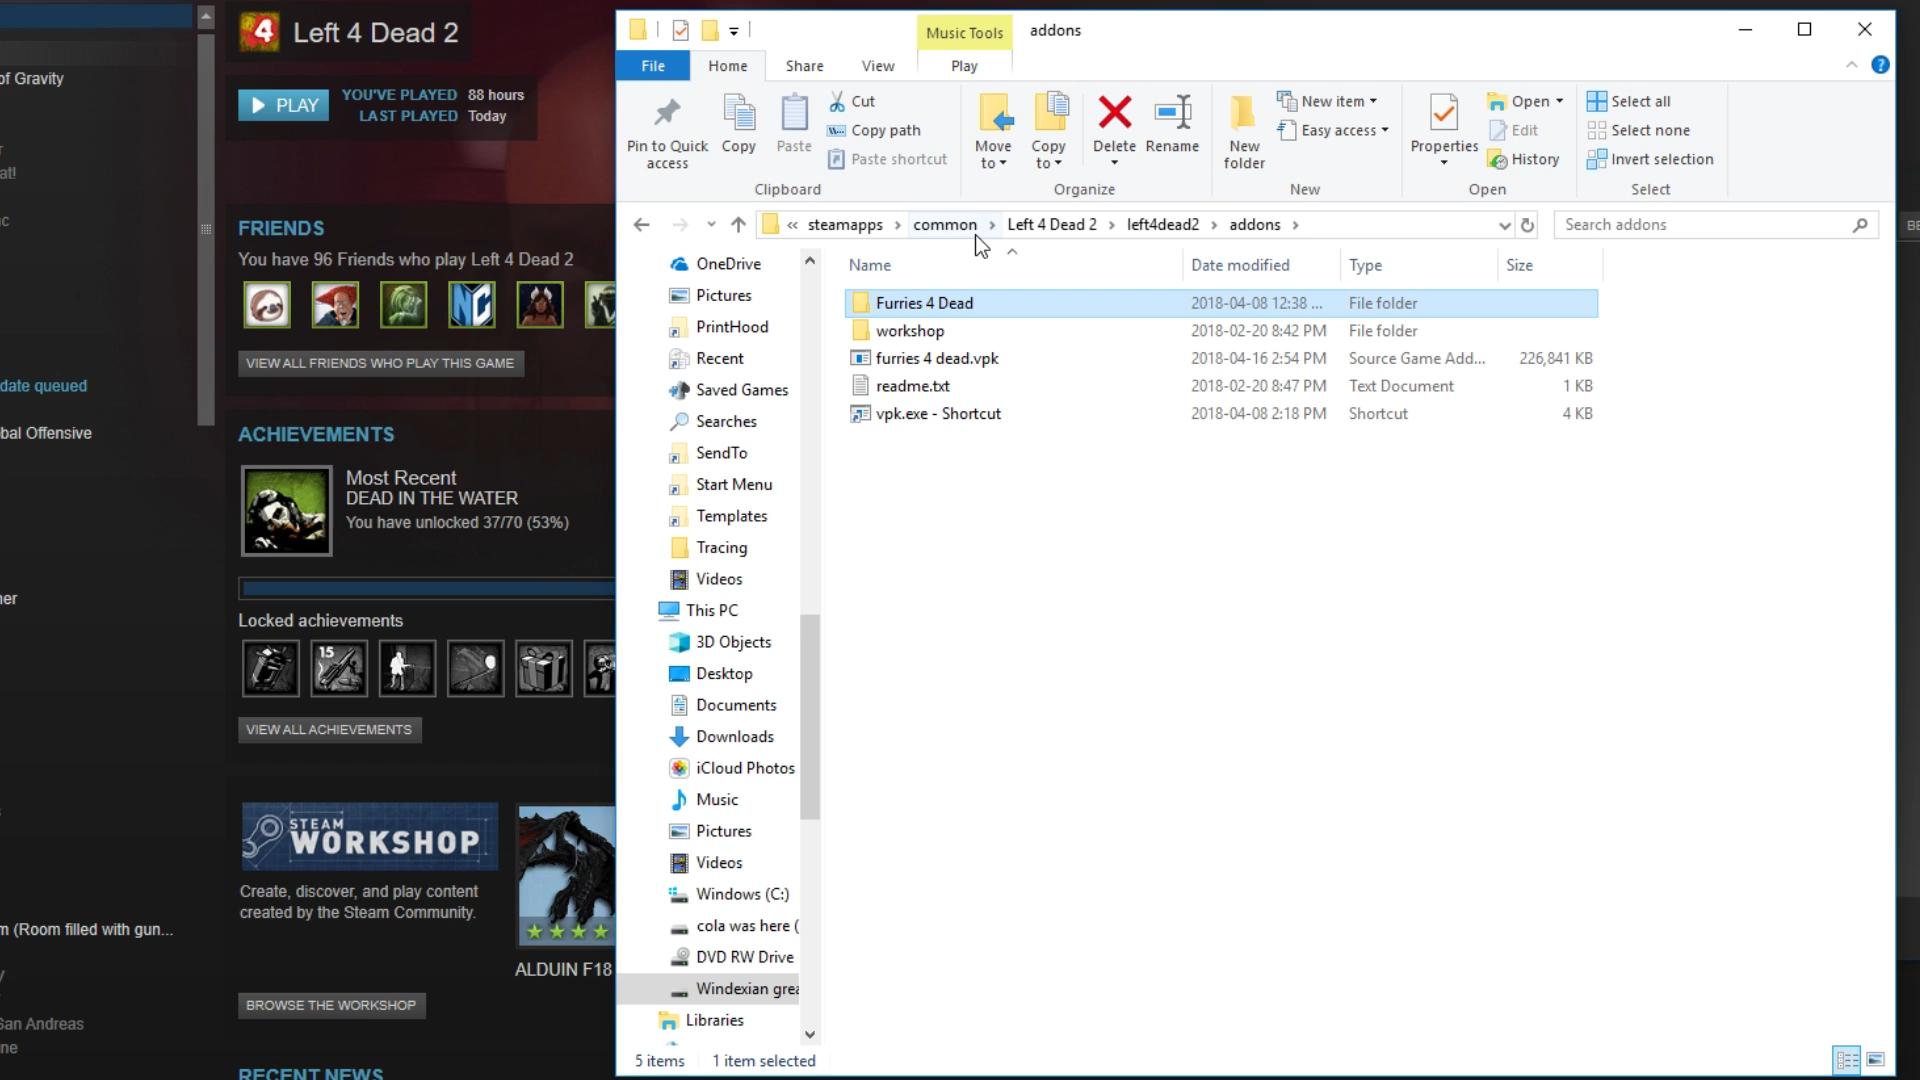 of Gravity
at!
date queued
bal Offensive
ner
m (Room filled with gun...
San Andreas
ne
4 Left 4 Dead 2
PLAY
YOU'VE PLAYED 88 hours
LAST PLAYED Today
FRIENDS
You have 96 Friends who play Left 4 Dead 2
NC
VIEW ALL FRIENDS WHO PLAY THIS GAME
ACHIEVEMENTS
Most Recent
DEAD IN THE WATER
You have unlocked 37/70 (53%)
Locked achievements
15
VIEW ALL ACHIEVEMENTS
STEAM
WORKSHOP
Create, discover, and play content
created by the Steam Community.
ALDUIN F18
BROWSE THE WORKSHOP
RECENT NEWS
Music Tools addons
File Home Share View Play
Pin to Quick
access
Copy
Paste
Cut
Copy path
Paste shortcut
Clipboard
Move
to
Copy
to
Delete
Rename
Organize
New
folder
New item
Easy access
New
Properties
Open
Edit
History
Open
Select all
Select none
Invert selection
Select
« steamapps › common › Left 4 Dead 2 › left4dead2 › addons ›
Search addons
BE
OneDrive
Pictures
PrintHood
Recent
Saved Games
Searches
SendTo
Start Menu
Templates
Tracing
Videos
This PC
3D Objects
Desktop
Documents
Downloads
iCloud Photos
Music
Pictures
Videos
Windows (C:)
cola was here (
DVD RW Drive
Windexian grea
Libraries
Name Date modified Type Size
Furries 4 Dead 2018-04-08 12:38 ... File folder
workshop 2018-02-20 8:42 PM File folder
furries 4 dead.vpk 2018-04-16 2:54 PM Source Game Add... 226,841 KB
readme.txt 2018-02-20 8:47 PM Text Document 1 KB
vpk.exe - Shortcut 2018-04-08 2:18 PM Shortcut 4 KB
5 items 1 item selected